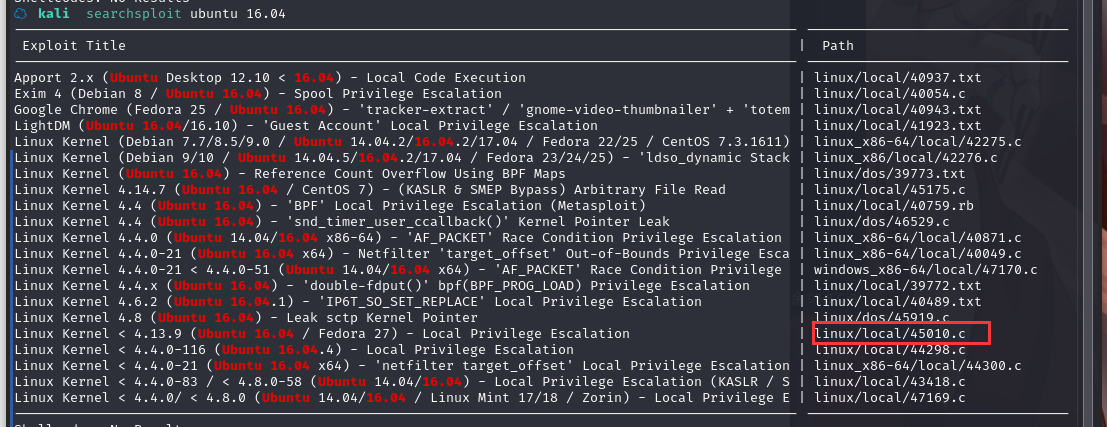 kali searchsploit ubuntu 16.04
Exploit Title | Path
Apport 2.x (Ubuntu Desktop 12.10 < 16.04) - Local Code Execution | linux/local/40937.txt
Exim 4 (Debian 8 / Ubuntu 16.04) - Spool Privilege Escalation | linux/local/40054.c
Google Chrome (Fedora 25 / Ubuntu 16.04) - 'tracker-extract' / 'gnome-video-thumbnailer' + 'totem | linux/local/40943.txt
LightDM (Ubuntu 16.04/16.10) - 'Guest Account' Local Privilege Escalation | linux/local/41923.txt
Linux Kernel (Debian 7.7/8.5/9.0 / Ubuntu 14.04.2/16.04.2/17.04 / Fedora 22/25 / CentOS 7.3.1611) | linux_x86-64/local/42275.c
Linux Kernel (Debian 9/10 / Ubuntu 14.04.5/16.04.2/17.04 / Fedora 23/24/25) - 'ldso_dynamic Stack | linux_x86/local/42276.c
Linux Kernel (Ubuntu 16.04) - Reference Count Overflow Using BPF Maps | linux/dos/39773.txt
Linux Kernel 4.14.7 (Ubuntu 16.04 / CentOS 7) - (KASLR & SMEP Bypass) Arbitrary File Read | linux/local/45175.c
Linux Kernel 4.4 (Ubuntu 16.04) - 'BPF' Local Privilege Escalation (Metasploit) | linux/local/40759.rb
Linux Kernel 4.4 (Ubuntu 16.04) - 'snd_timer_user_ccallback()' Kernel Pointer Leak | linux/dos/46529.c
Linux Kernel 4.4.0 (Ubuntu 14.04/16.04 x86-64) - 'AF_PACKET' Race Condition Privilege Escalation | linux_x86-64/local/40871.c
Linux Kernel 4.4.0-21 (Ubuntu 16.04 x64) - Netfilter 'target_offset' Out-of-Bounds Privilege Esca | linux_x86-64/local/40049.c
Linux Kernel 4.4.0-21 < 4.4.0-51 (Ubuntu 14.04/16.04 x64) - 'AF_PACKET' Race Condition Privilege | windows_x86-64/local/47170.c
Linux Kernel 4.4.x (Ubuntu 16.04) - 'double-fdput()' bpf(BPF_PROG_LOAD) Privilege Escalation | linux/local/39772.txt
Linux Kernel 4.6.2 (Ubuntu 16.04.1) - 'IP6T_SO_SET_REPLACE' Local Privilege Escalation | linux/local/40489.txt
Linux Kernel 4.8 (Ubuntu 16.04) - Leak sctp Kernel Pointer | linux/dos/45919.c
Linux Kernel < 4.13.9 (Ubuntu 16.04 / Fedora 27) - Local Privilege Escalation | linux/local/45010.c
Linux Kernel < 4.4.0-116 (Ubuntu 16.04.4) - Local Privilege Escalation | linux/local/44298.c
Linux Kernel < 4.4.0-21 (Ubuntu 16.04 x64) - 'netfilter target_offset' Local Privilege Escalation | linux_x86-64/local/44300.c
Linux Kernel < 4.4.0-83 / < 4.8.0-58 (Ubuntu 14.04/16.04) - Local Privilege Escalation (KASLR / S | linux/local/43418.c
Linux Kernel < 4.4.0/ < 4.8.0 (Ubuntu 14.04/16.04 / Linux Mint 17/18 / Zorin) - Local Privilege E | linux/local/47169.c